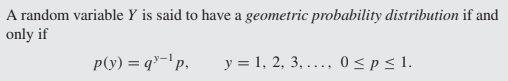 A random variable Y is said to have a geometric probability distribution if and
only if
p(y) = q^{y−1}p, y = 1, 2, 3, . . . , 0 ≤ p ≤ 1.